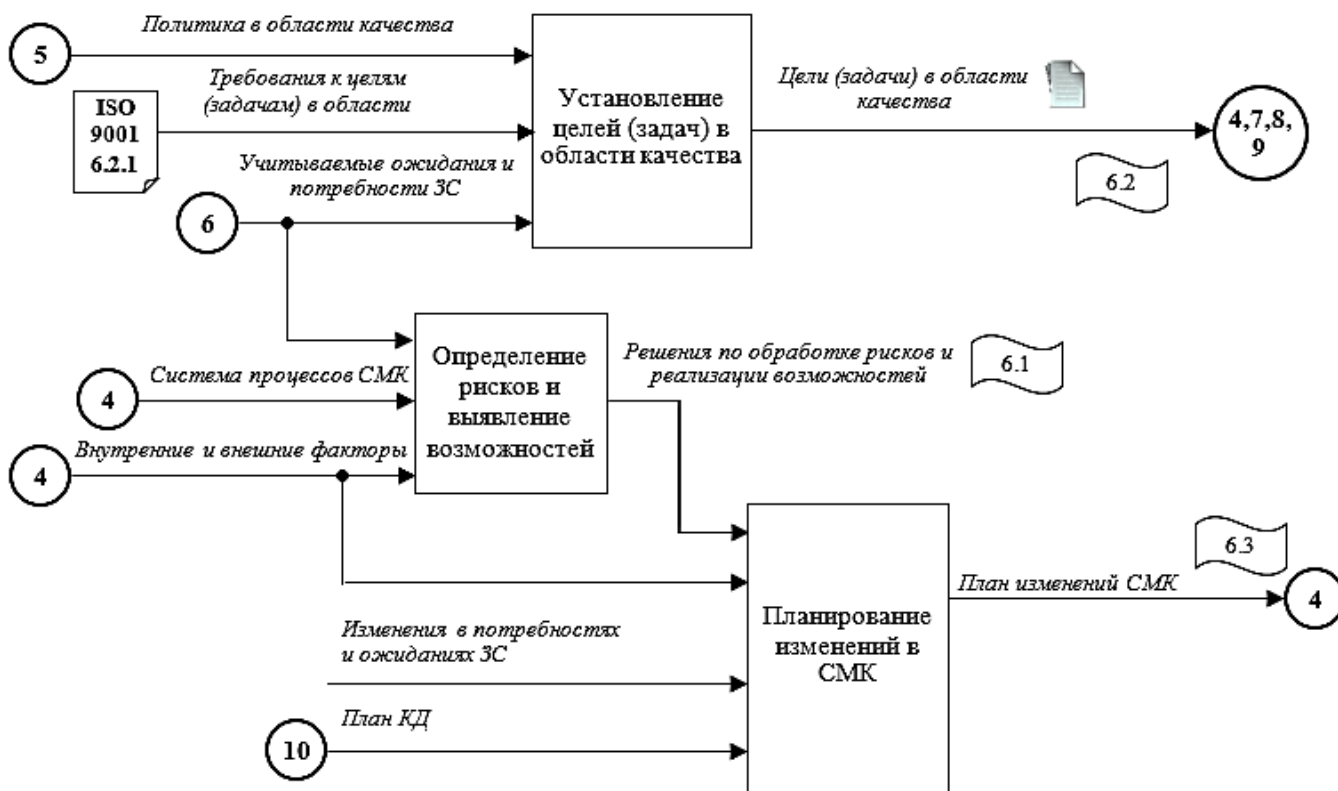 Политика в области качества
5
Требования к целям
(задачам) в области
ISO
9001
6.2.1
Учитываемые ожидания и
потребности ЗС
6
Установление
целей (задач) в
области качества
Цели (задачи) в области
качества
4,7,8,
9
6.2
Определение
рисков и
выявление
возможностей
Решения по обработке рисков и
реализации возможностей
6.1
Система процессов СМК
4
Внутренние и внешние факторы
4
6.3
План изменений СМК
4
Изменения в потребностях
и ожиданиях ЗС
Планирование
изменений в
СМК
План КД
10